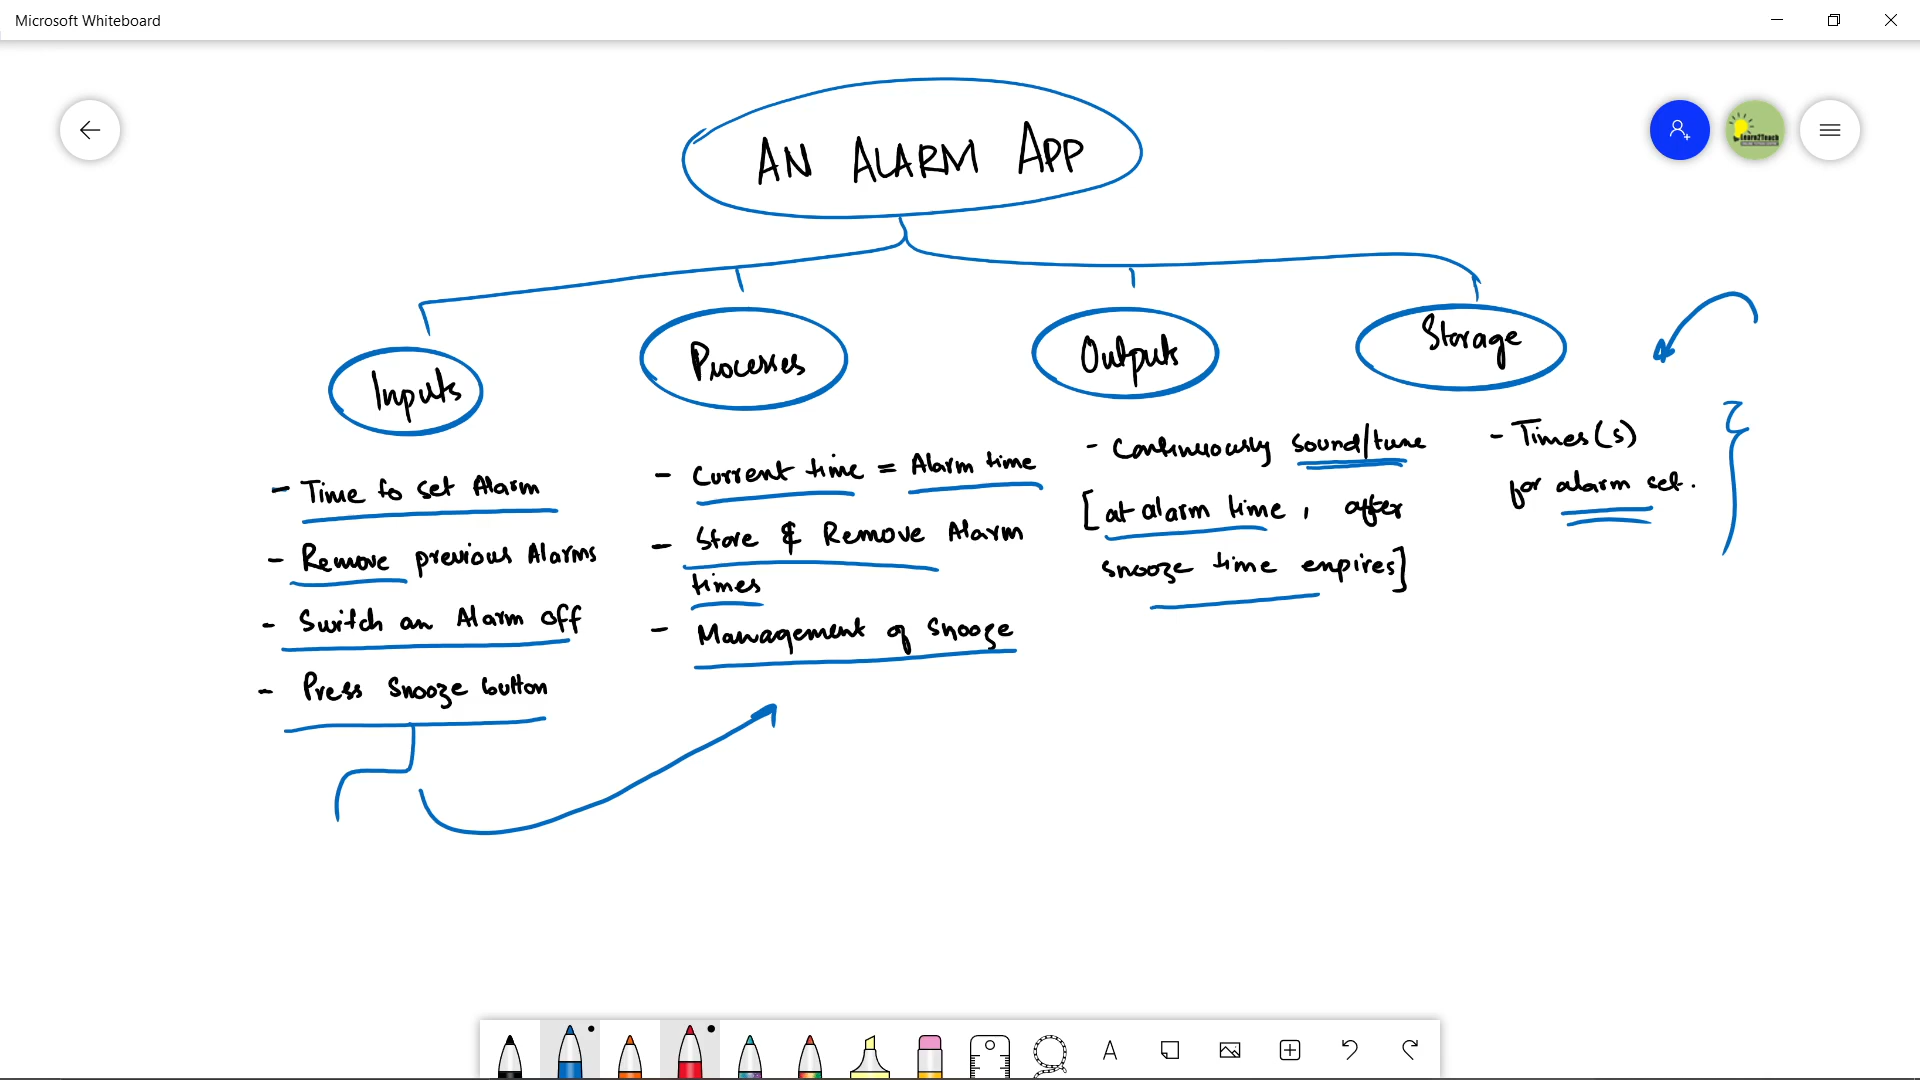 Microsoft Whiteboard
AN ALARM APP
Inputs
- Time to set Alarm
- Remove previous Alarms
- Switch an Alarm off
- Press Snooze button
Processes
- Current time = Alarm time
- Store & Remove Alarm
times
- Management of Snooze
Outputs
- Continuously sound/tune
[at alarm time, after
snooze time expires]
Storage
- Times(s)
for alarm set.
Learn2Teach
A